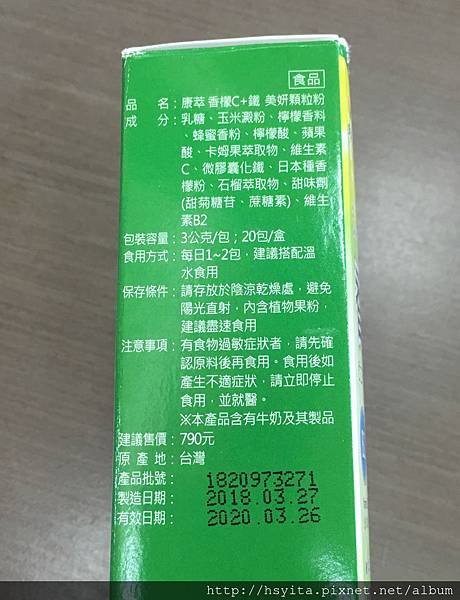 食品
品名：康萃 香檬C+鐵 美妍顆粒粉
成分：乳糖、玉米澱粉、檸檬香料
、蜂蜜香粉、檸檬酸、蘋果
酸、卡姆果萃取物、維生素
C、微膠囊化鐵、日本種香
檬粉、石榴萃取物、甜味劑
(甜菊糖苷、蔗糖素)、維生
素B2
包裝容量：3公克/包；20包/盒
食用方式：每日1~2包，建議搭配溫
水食用
保存條件：請存放於陰涼乾燥處，避免
陽光直射，內含植物果粉，
建議盡速食用
注意事項：有食物過敏症狀者，請先確
認原料後再食用。食用後如
產生不適症狀，請立即停止
食用，並就醫。
※本產品含有牛奶及其製品
建議售價：790元
原產地：台灣
產品批號：1820973271
製造日期：2018.03.27
有效日期：2020.03.26
http://hsyita.pixnet.net/album